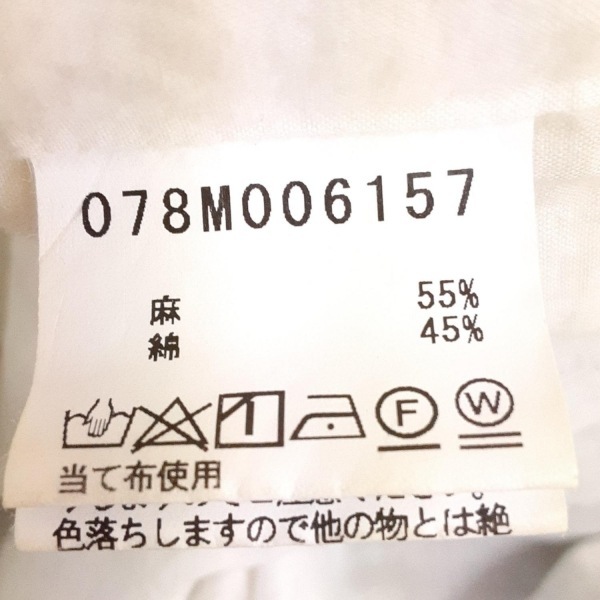 078M006157
麻 55%
綿 45%
F W
当て布使用
色落ちしますので他の物とは絶